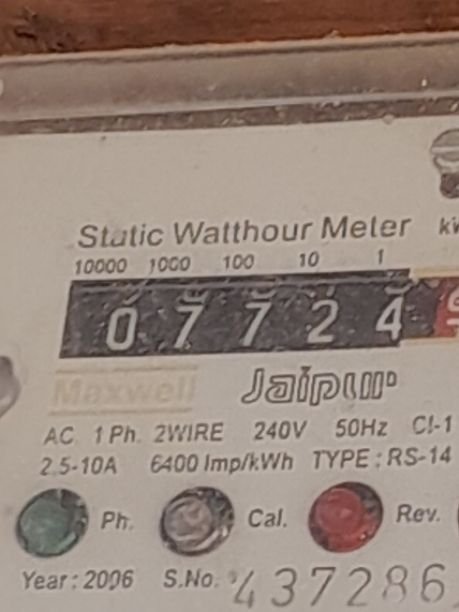 Static Watthour Meter
10000 1000 100 10 1
0 7 7 2 4
Maxwell Jaipur
AC 1 Ph. 2WIRE 240V 50Hz Cl-1
2.5-10A 6400 Imp/kWh TYPE : RS-14
Ph. Cal. Rev.
Year : 2006 S.No. 437286